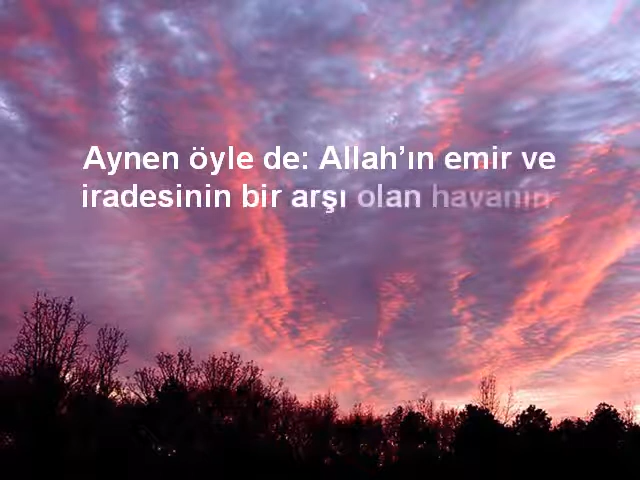 Aynen öyle de: Allah’ın emir ve
iradesinin bir arşı olan havanın